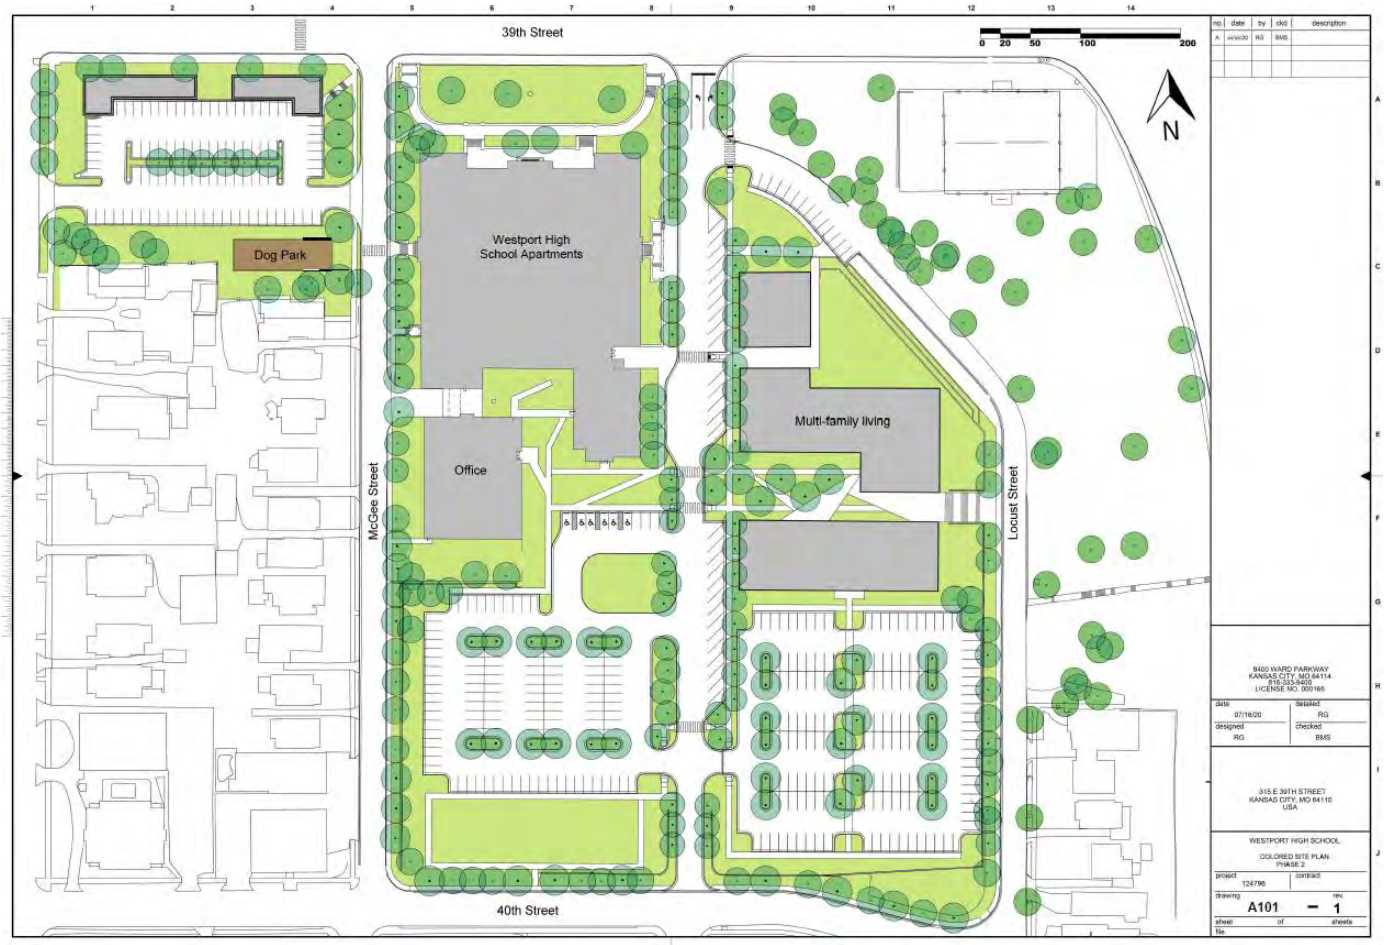 1 2 3 4 5 6 7 8 9 10 11 12 13 14
no date by ckd description
A RG BMS
39th Street
0 20 50 100 200
N
A
B
C
D
E
F
G
H
I
J
Dog Park
Westport High
School Apartments
Multi-family living
Office
McGee Street
Locust Street
40th Street
9400 WARD PARKWAY
KANSAS CITY, MO 64114
816-333-9400
LICENSE NO. 000165
date detailed
07/16/20 RG
designed checked
RG BMS
315 E 39TH STREET
KANSAS CITY, MO 64110
USA
WESTPORT HIGH SCHOOL
COLORED SITE PLAN
PHASE 2
project contract
124796
drawing rev.
A101 – 1
sheet of sheets
file